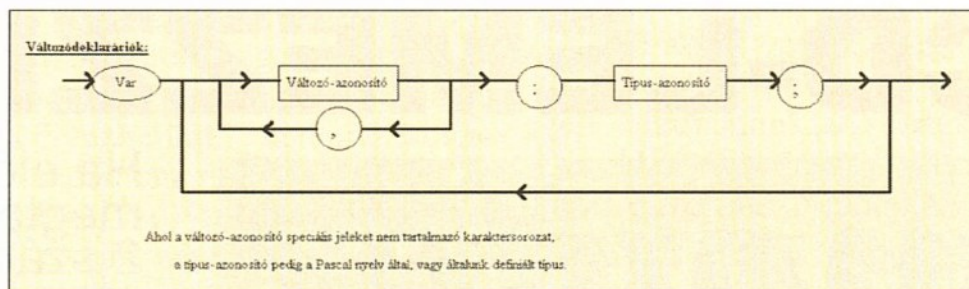 Változódeklarációk:
Var
Változó-azonosító
,
:
Típus-azonosító
;
Ahol a változó-azonosító speciális jeleket nem tartalmazó karaktersorozat,
a típus-azonosító pedig a Pascal nyelv által, vagy általunk definiált típus.